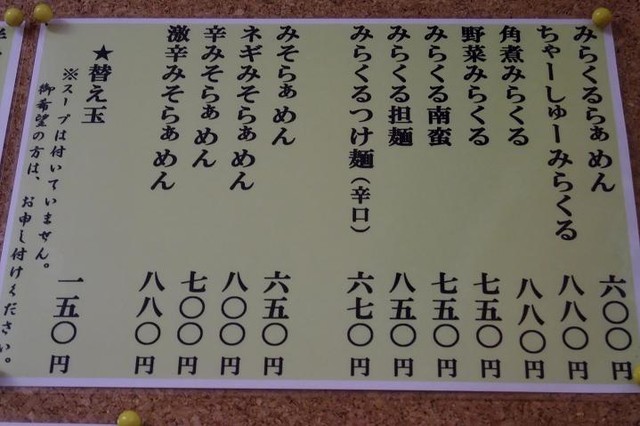 みらくるらぁめん 六〇〇円
ちゃーしゅーみらくる 八八〇円
角煮みらくる 八八〇円
野菜みらくる 七五〇円
みらくる南蛮 七五〇円
みらくる担麺 八五〇円
みらくるつけ麺(辛口) 六七〇円
みそらぁめん 六五〇円
ネギみそらぁめん 八〇〇円
辛みそらぁめん 七〇〇円
激辛みそらぁめん 八八〇円
★替え玉 一五〇円
※スープは付いていません。
御希望の方は、お申し付けください。